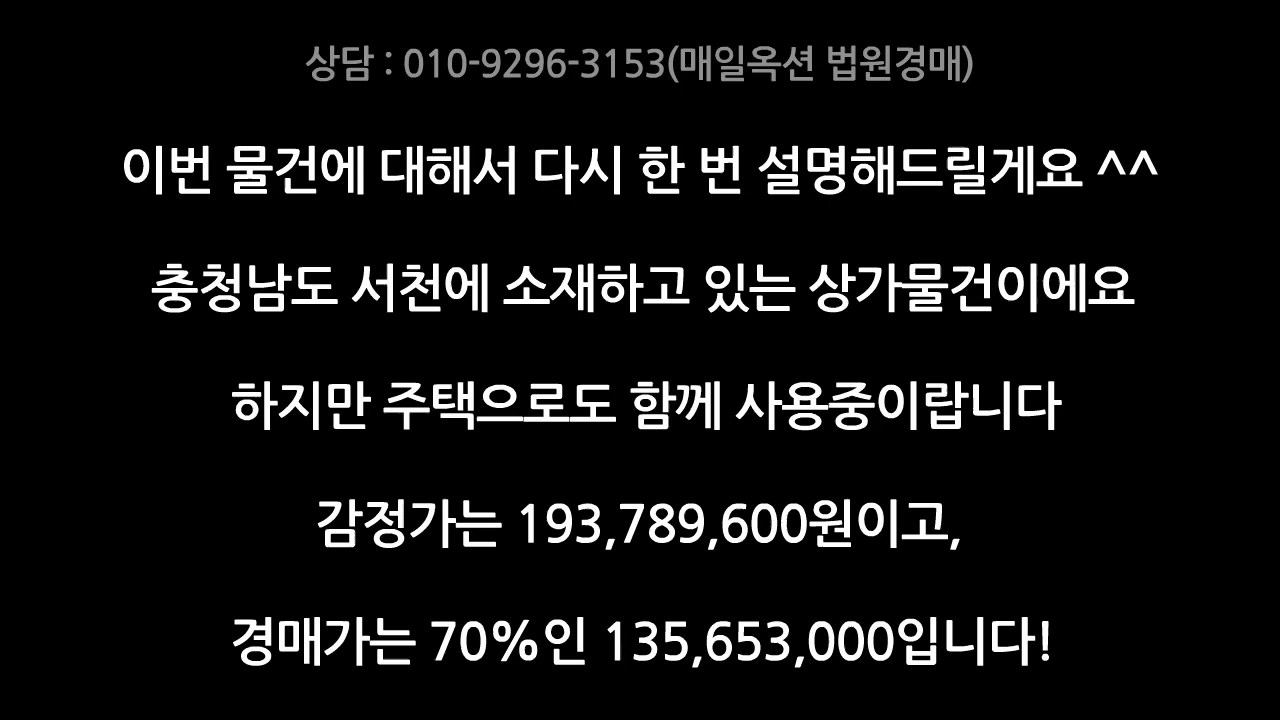 상담 : 010-9296-3153(매일옥션 법원경매)
이번 물건에 대해서 다시 한 번 설명해드릴게요 ^^
충청남도 서천에 소재하고 있는 상가물건이에요
하지만 주택으로도 함께 사용중이랍니다
감정가는 193,789,600원이고,
경매가는 70%인 135,653,000입니다!